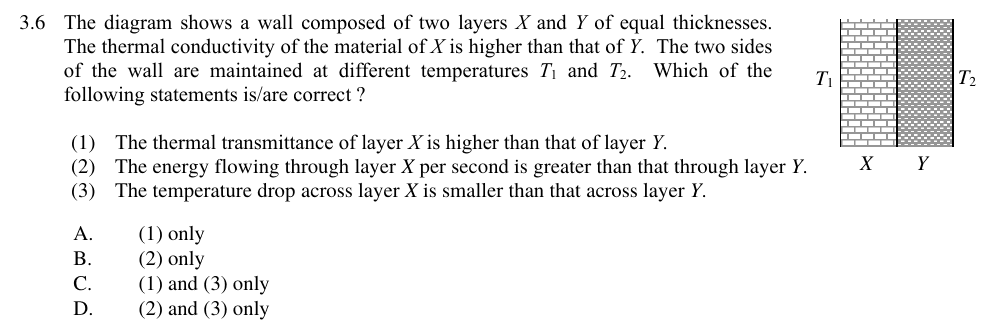 3.6 The diagram shows a wall composed of two layers X and Y of equal thicknesses.
The thermal conductivity of the material of X is higher than that of Y. The two sides
of the wall are maintained at different temperatures T₁ and T₂. Which of the
following statements is/are correct ?
(1) The thermal transmittance of layer X is higher than that of layer Y.
(2) The energy flowing through layer X per second is greater than that through layer Y.
(3) The temperature drop across layer X is smaller than that across layer Y.
A. (1) only
B. (2) only
C. (1) and (3) only
D. (2) and (3) only
T₁
T₂
X Y